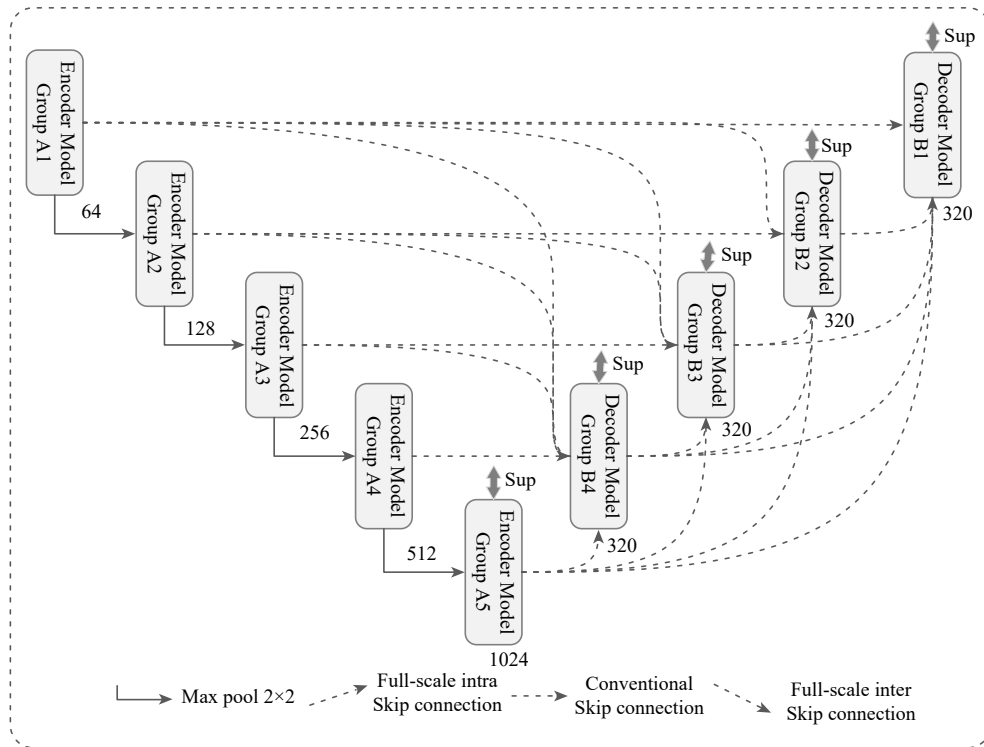 Sup
Encoder Model
Group A1
Decoder Model
Group B1
Sup
64
Encoder Model
Group A2
Decoder Model
Group B2
320
Sup
128
Encoder Model
Group A3
Decoder Model
Group B3
320
Sup
256
Encoder Model
Group A4
Decoder Model
Group B4
320
Sup
512
Encoder Model
Group A5
320
1024
Max pool 2×2
Full-scale intra
Skip connection
Conventional
Skip connection
Full-scale inter
Skip connection